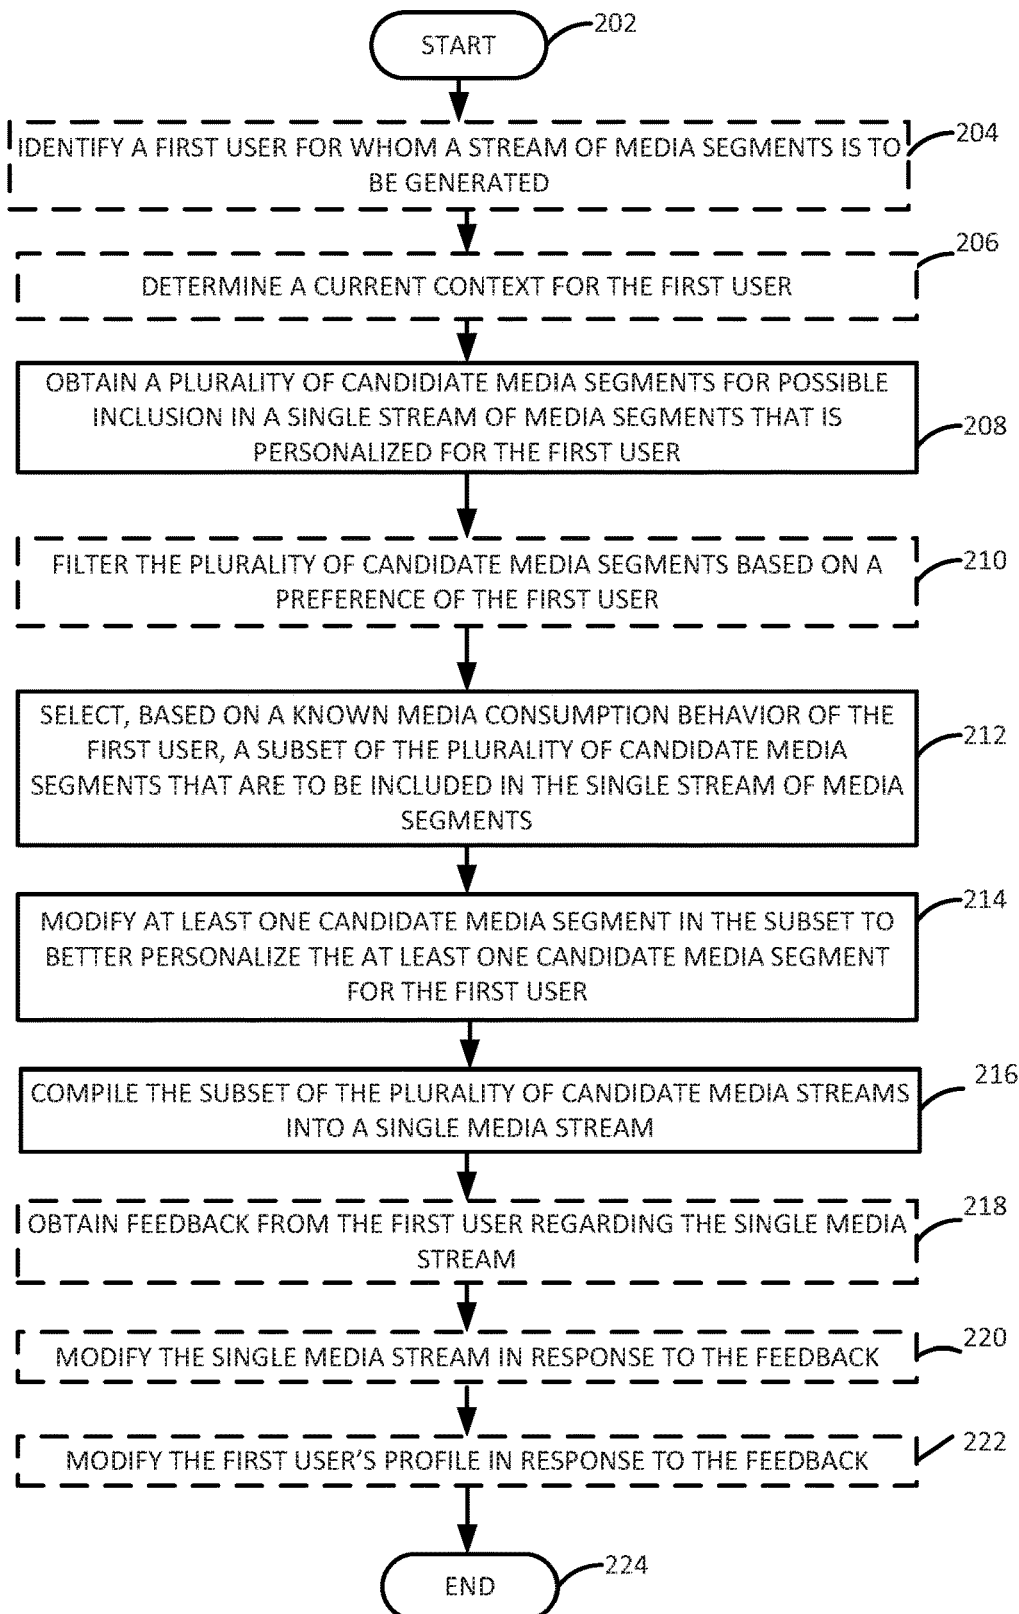 START
202
IDENTIFY A FIRST USER FOR WHOM A STREAM OF MEDIA SEGMENTS IS TO
BE GENERATED
204
206
DETERMINE A CURRENT CONTEXT FOR THE FIRST USER
OBTAIN A PLURALITY OF CANDIDIATE MEDIA SEGMENTS FOR POSSIBLE
INCLUSION IN A SINGLE STREAM OF MEDIA SEGMENTS THAT IS
PERSONALIZED FOR THE FIRST USER
208
FILTER THE PLURALITY OF CANDIDATE MEDIA SEGMENTS BASED ON A
PREFERENCE OF THE FIRST USER
210
SELECT, BASED ON A KNOWN MEDIA CONSUMPTION BEHAVIOR OF THE
FIRST USER, A SUBSET OF THE PLURALITY OF CANDIDATE MEDIA
SEGMENTS THAT ARE TO BE INCLUDED IN THE SINGLE STREAM OF MEDIA
SEGMENTS
212
214
MODIFY AT LEAST ONE CANDIDATE MEDIA SEGMENT IN THE SUBSET TO
BETTER PERSONALIZE THE AT LEAST ONE CANDIDATE MEDIA SEGMENT
FOR THE FIRST USER
216
COMPILE THE SUBSET OF THE PLURALITY OF CANDIDATE MEDIA STREAMS
INTO A SINGLE MEDIA STREAM
218
OBTAIN FEEDBACK FROM THE FIRST USER REGARDING THE SINGLE MEDIA
STREAM
220
MODIFY THE SINGLE MEDIA STREAM IN RESPONSE TO THE FEEDBACK
222
MODIFY THE FIRST USER'S PROFILE IN RESPONSE TO THE FEEDBACK
224
END